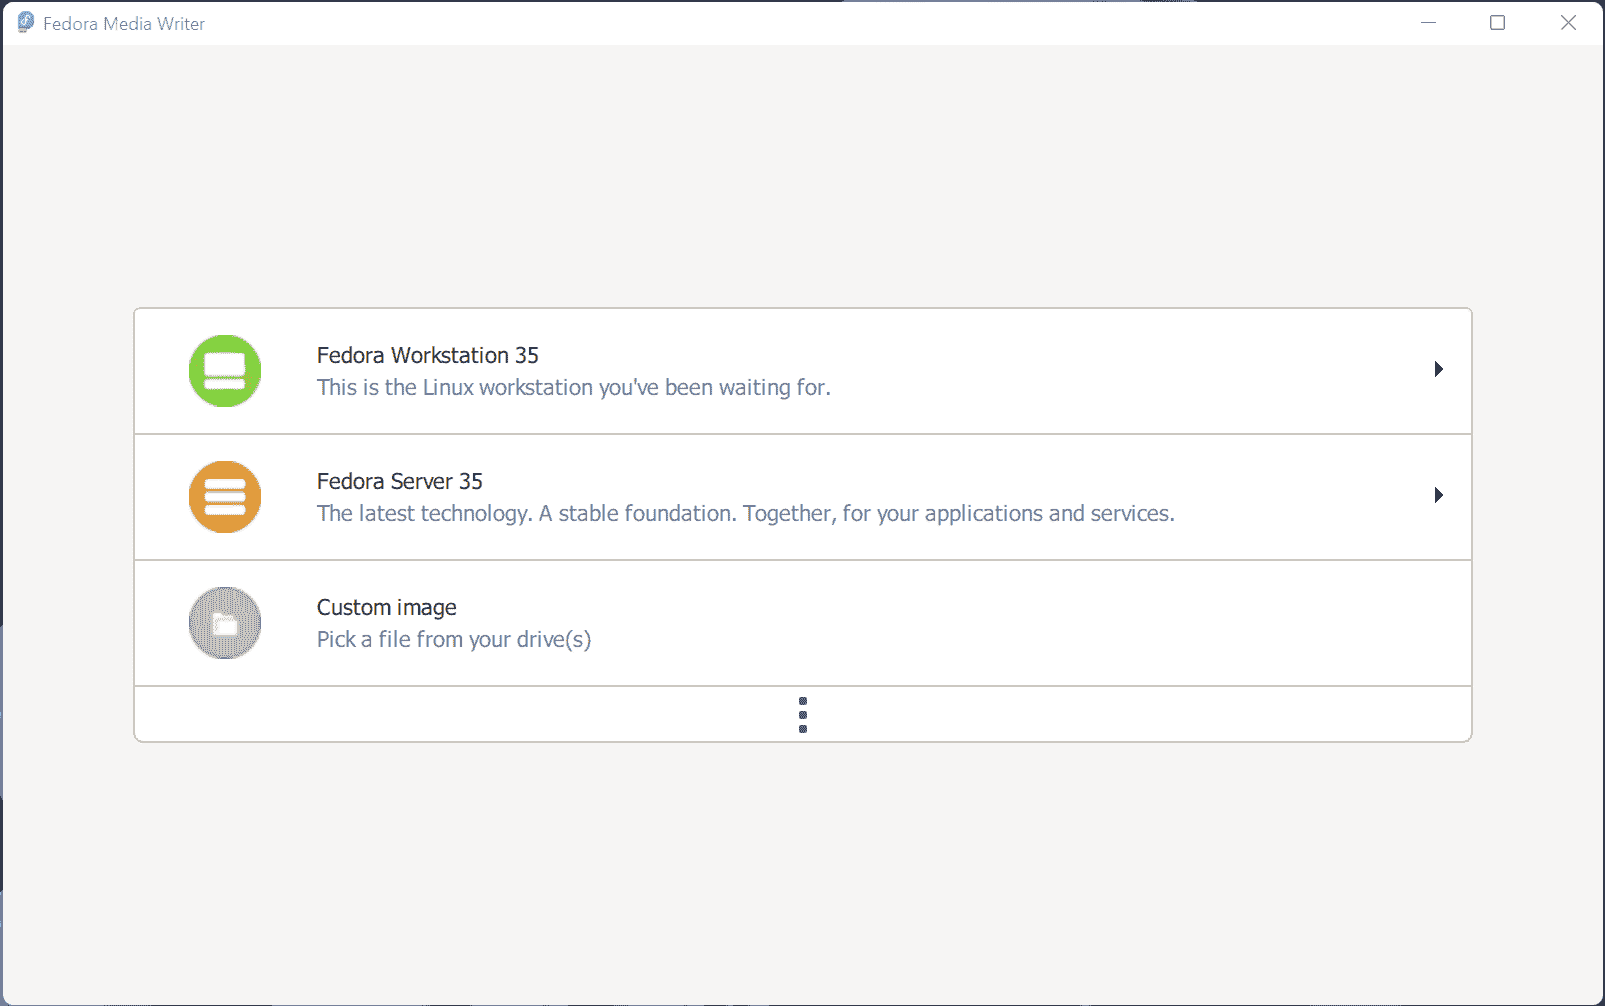 Fedora Media Writer
Fedora Workstation 35
This is the Linux workstation you've been waiting for.
Fedora Server 35
The latest technology. A stable foundation. Together, for your applications and services.
Custom image
Pick a file from your drive(s)